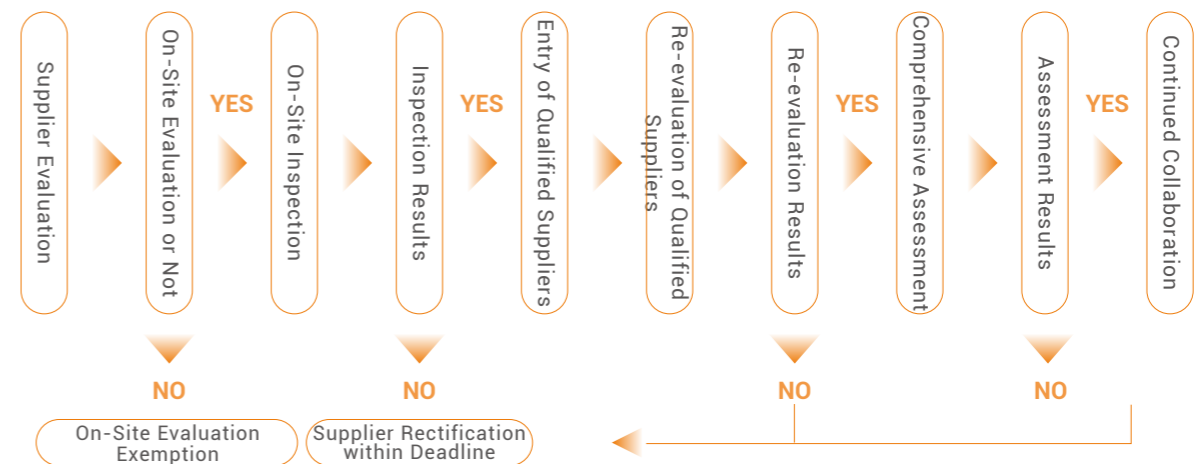 Supplier Evaluation
On-Site Evaluation or Not
YES
On-Site Inspection
Inspection Results
YES
Entry of Qualified Suppliers
Re-evaluation of Qualified
Suppliers
Re-evaluation Results
YES
Comprehensive Assessment
Assessment Results
YES
Continued Collaboration
NO
NO
NO
NO
On-Site Evaluation
Exemption
Supplier Rectification
within Deadline